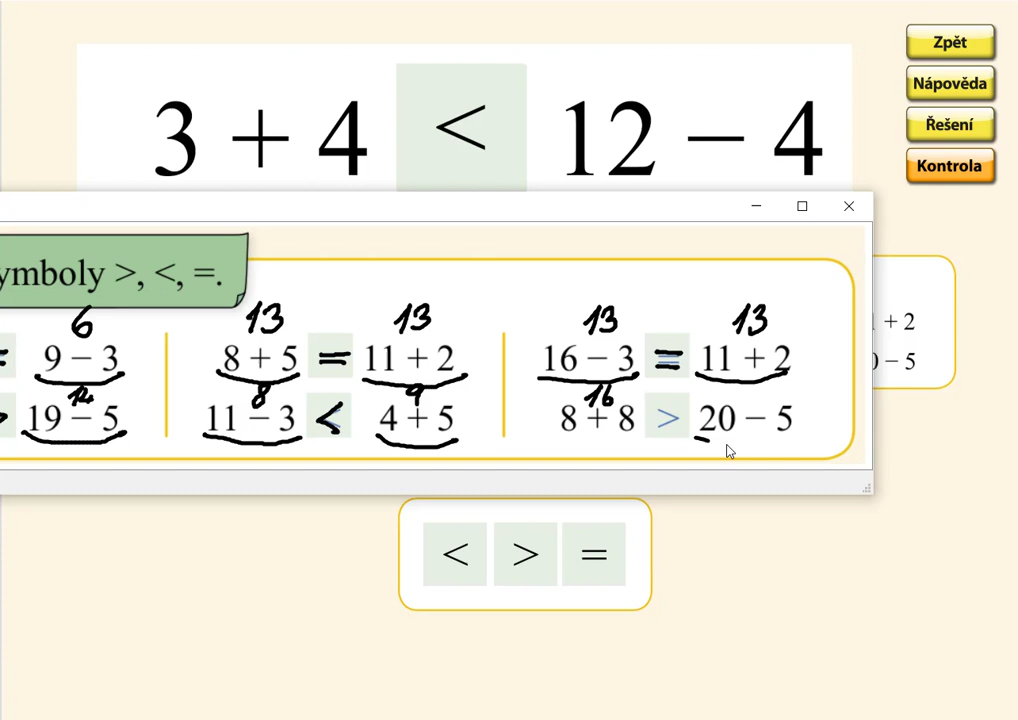 3 + 4 < 12 − 4
Zpět
Nápověda
Řešení
Kontrola
ymboly >, <, =.
6 13 13 13 13
= 9 − 3 8 + 5 = 11 + 2 16 − 3 = 11 + 2
8 9 16
> 19 − 5 11 − 3 < 4 + 5 8 + 8 > 20 − 5
+ 2
− 5
< > =